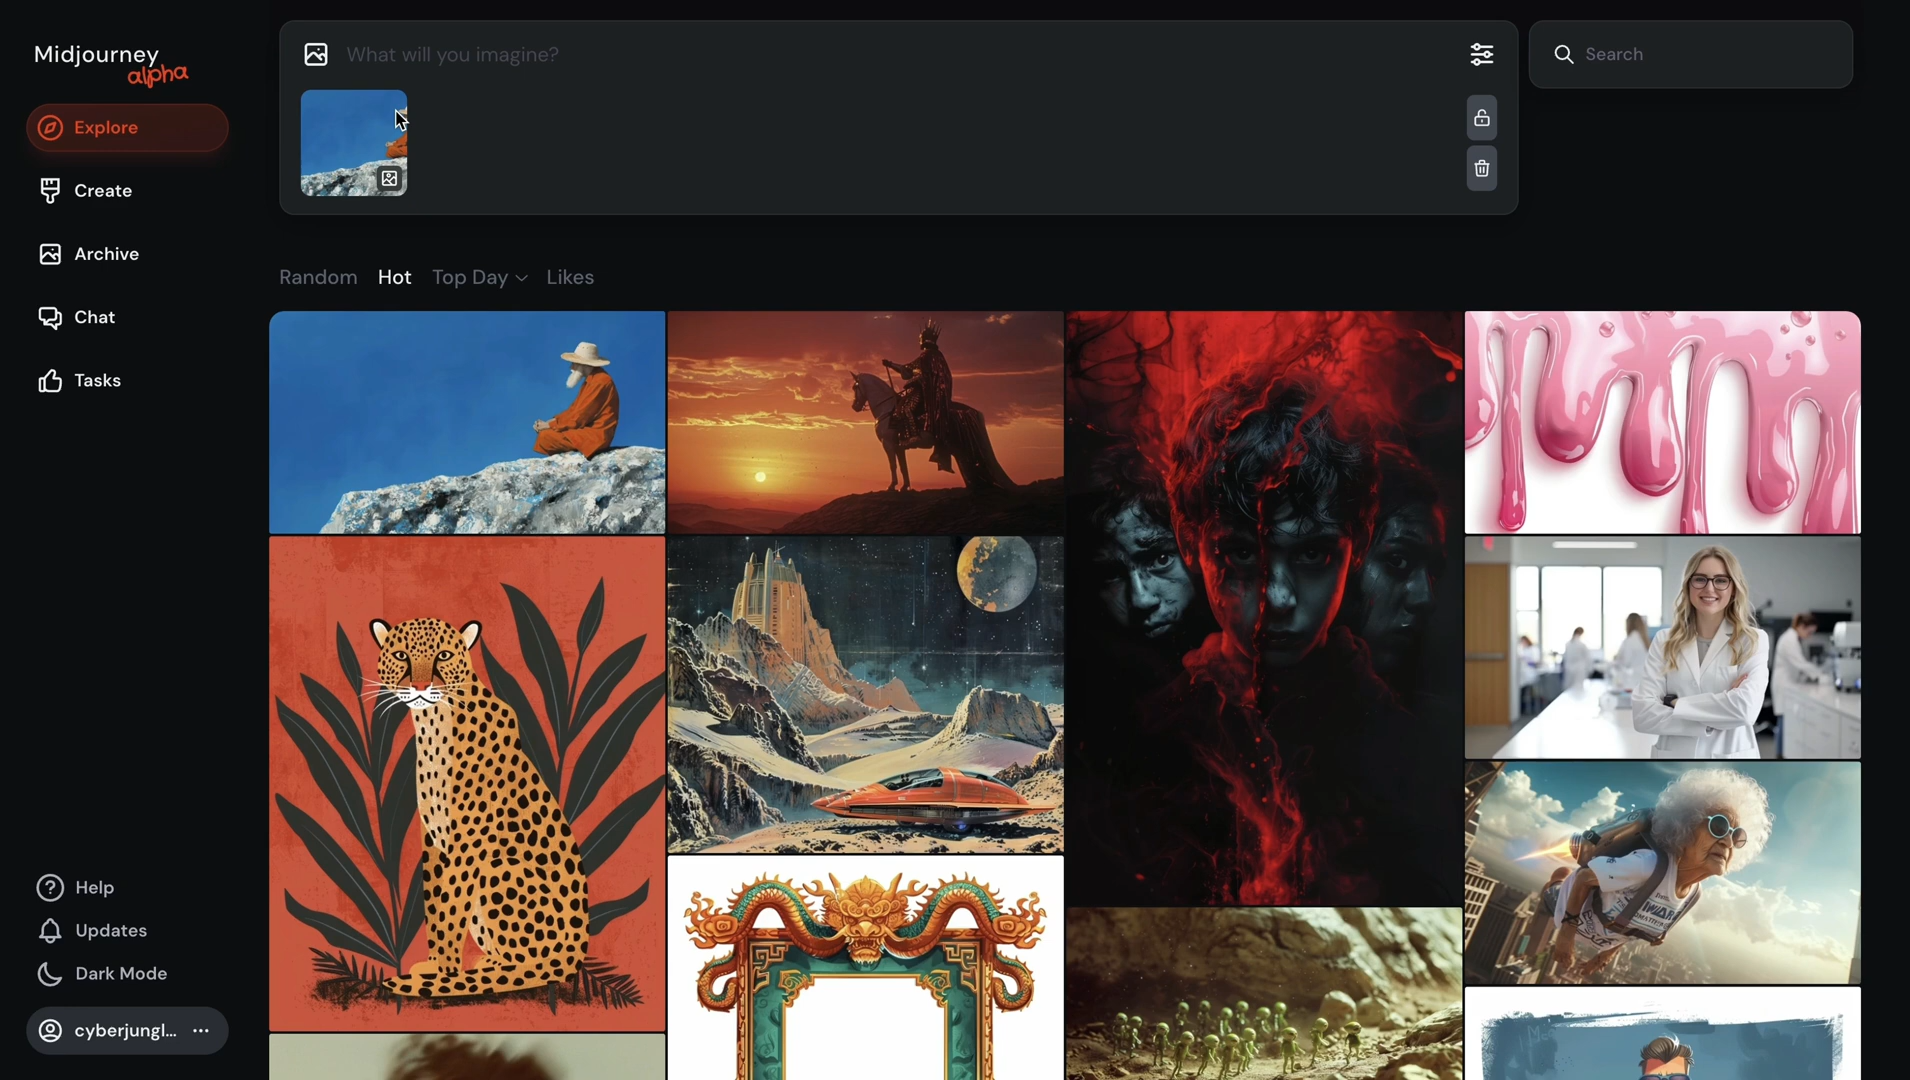 Midjourney
alpha
What will you imagine?
Search
Explore
Create
Archive
Chat
Tasks
Random Hot Top Day Likes
Help
Updates
Dark Mode
cyberjungl... ...